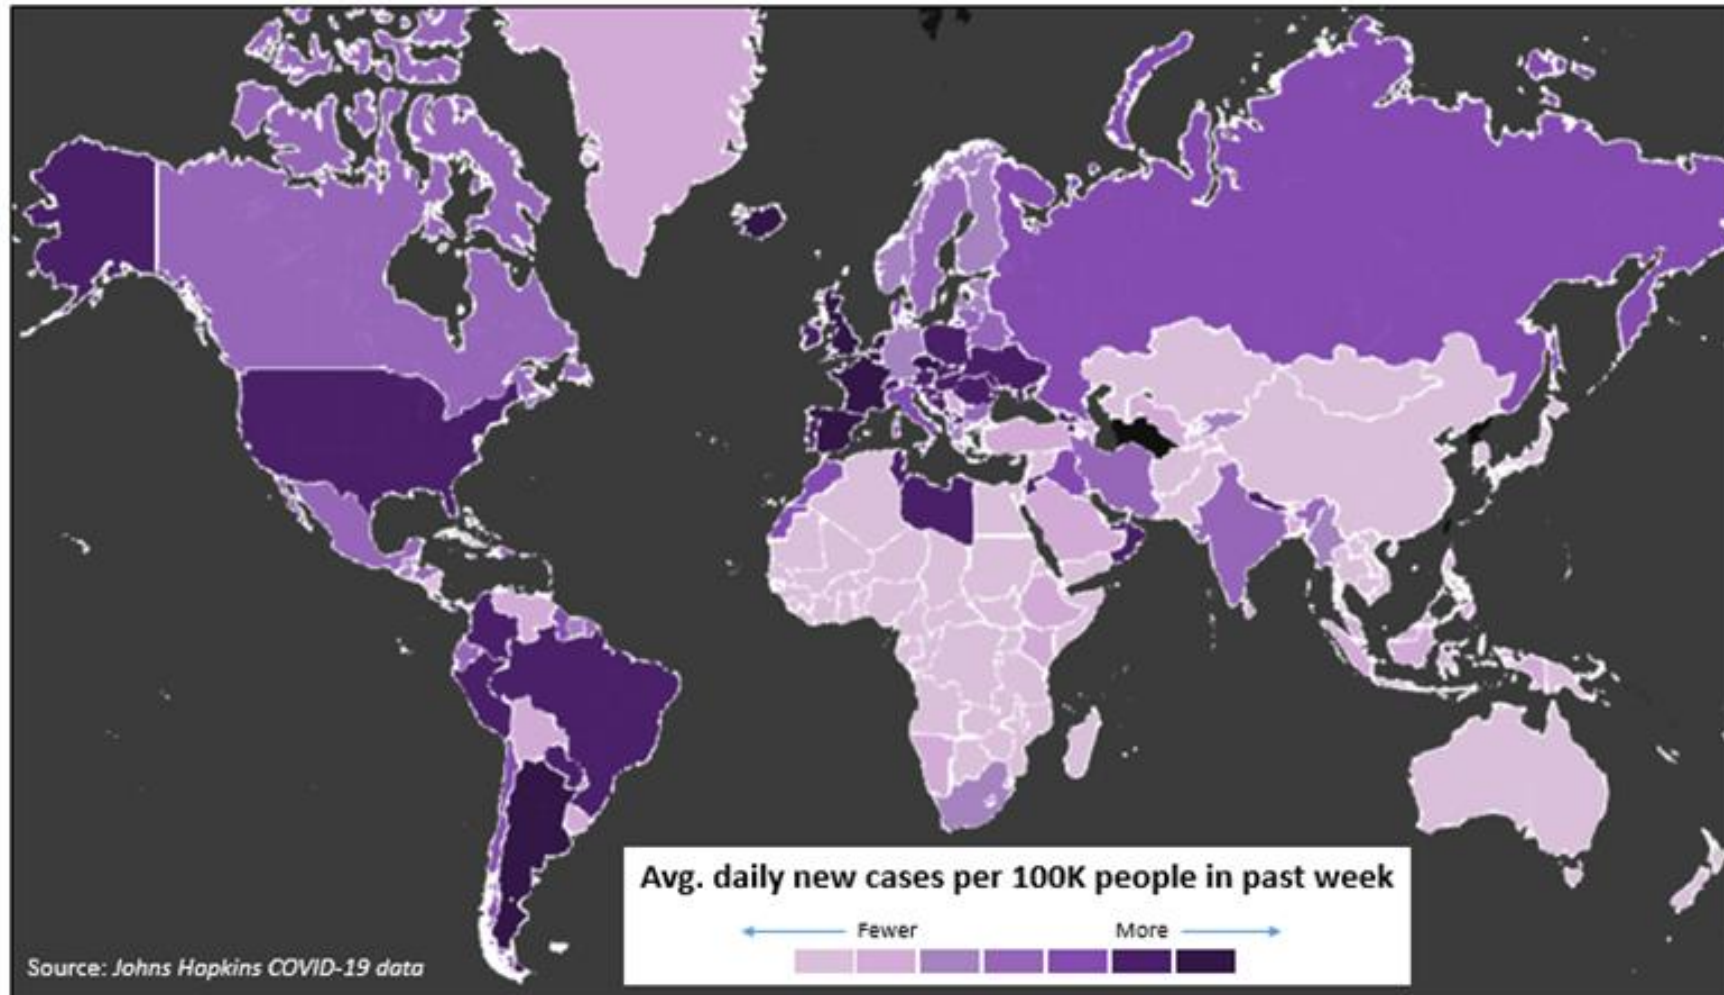 Avg. daily new cases per 100K people in past week
Fewer More
Source: Johns Hopkins COVID-19 data